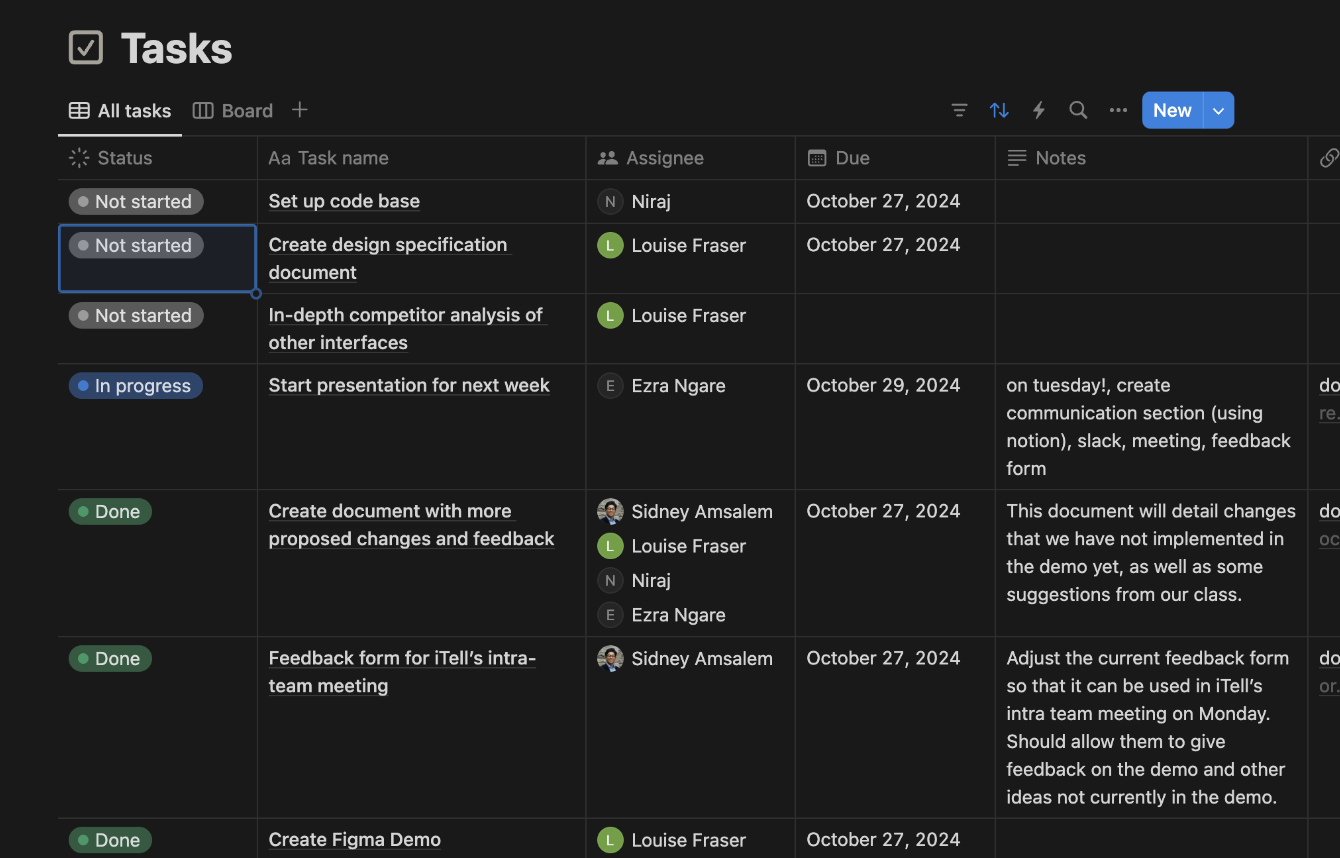 Tasks
All tasks Board
New
Status Aa Task name Assignee Due Notes
Not started Set up code base N Niraj October 27, 2024
Not started Create design specification L Louise Fraser October 27, 2024
document
Not started In-depth competitor analysis of L Louise Fraser
other interfaces
In progress Start presentation for next week E Ezra Ngare October 29, 2024 on tuesday!, create do
communication section (using re.
notion), slack, meeting, feedback
form
Done Create document with more Sidney Amsalem October 27, 2024 This document will detail changes do
proposed changes and feedback L Louise Fraser that we have not implemented in oc
N Niraj the demo yet, as well as some
E Ezra Ngare suggestions from our class.
Done Feedback form for iTell’s intra- Sidney Amsalem October 27, 2024 Adjust the current feedback form do
team meeting so that it can be used in iTell’s or.
intra team meeting on Monday.
Should allow them to give
feedback on the demo and other
ideas not currently in the demo.
Done Create Figma Demo L Louise Fraser October 27, 2024